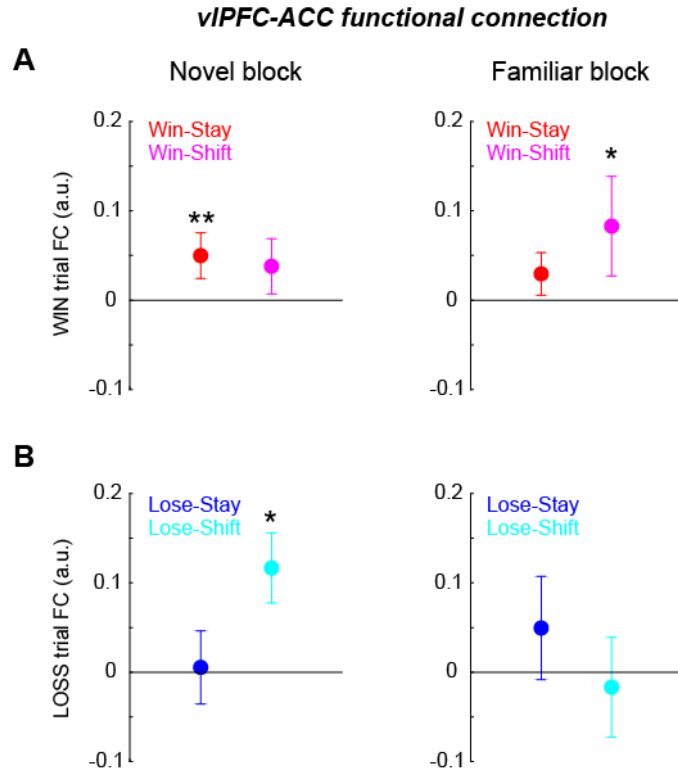 vlPFC-ACC functional connection
A
Novel block
Familiar block
WIN trial FC (a.u.)
0.2
0.1
0
-0.1
Win-Stay
Win-Shift
**
0.2
0.1
0
-0.1
Win-Stay
Win-Shift
*
B
LOSS trial FC (a.u.)
0.2
0.1
0
-0.1
Lose-Stay
Lose-Shift
*
0.2
0.1
0
-0.1
Lose-Stay
Lose-Shift